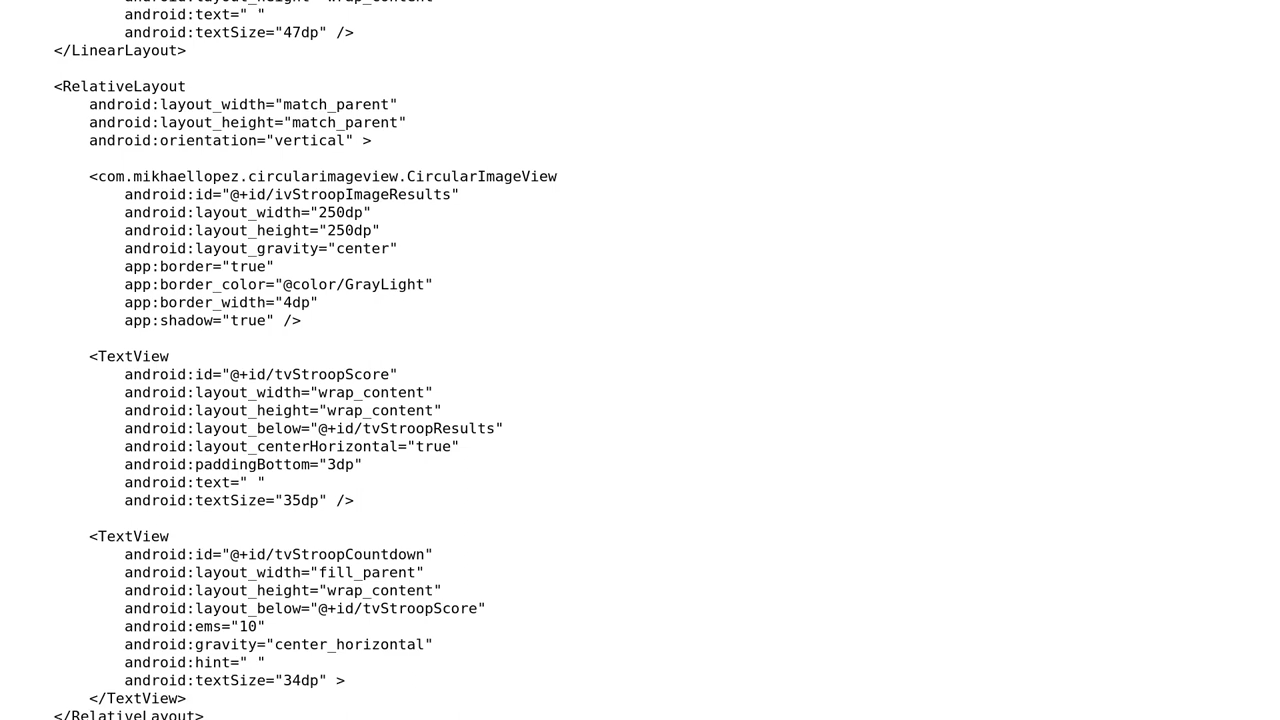 android:layout_height="wrap_content"
android:text=" "
android:textSize="47dp" />
</LinearLayout>
<RelativeLayout
android:layout_width="match_parent"
android:layout_height="match_parent"
android:orientation="vertical" >
<com.mikhaellopez.circularimageview.CircularImageView
android:id="@+id/ivStroopImageResults"
android:layout_width="250dp"
android:layout_height="250dp"
android:layout_gravity="center"
app:border="true"
app:border_color="@color/GrayLight"
app:border_width="4dp"
app:shadow="true" />
<TextView
android:id="@+id/tvStroopScore"
android:layout_width="wrap_content"
android:layout_height="wrap_content"
android:layout_below="@+id/tvStroopResults"
android:layout_centerHorizontal="true"
android:paddingBottom="3dp"
android:text=" "
android:textSize="35dp" />
<TextView
android:id="@+id/tvStroopCountdown"
android:layout_width="fill_parent"
android:layout_height="wrap_content"
android:layout_below="@+id/tvStroopScore"
android:ems="10"
android:gravity="center_horizontal"
android:hint=" "
android:textSize="34dp" >
</TextView>
</RelativeLayout>